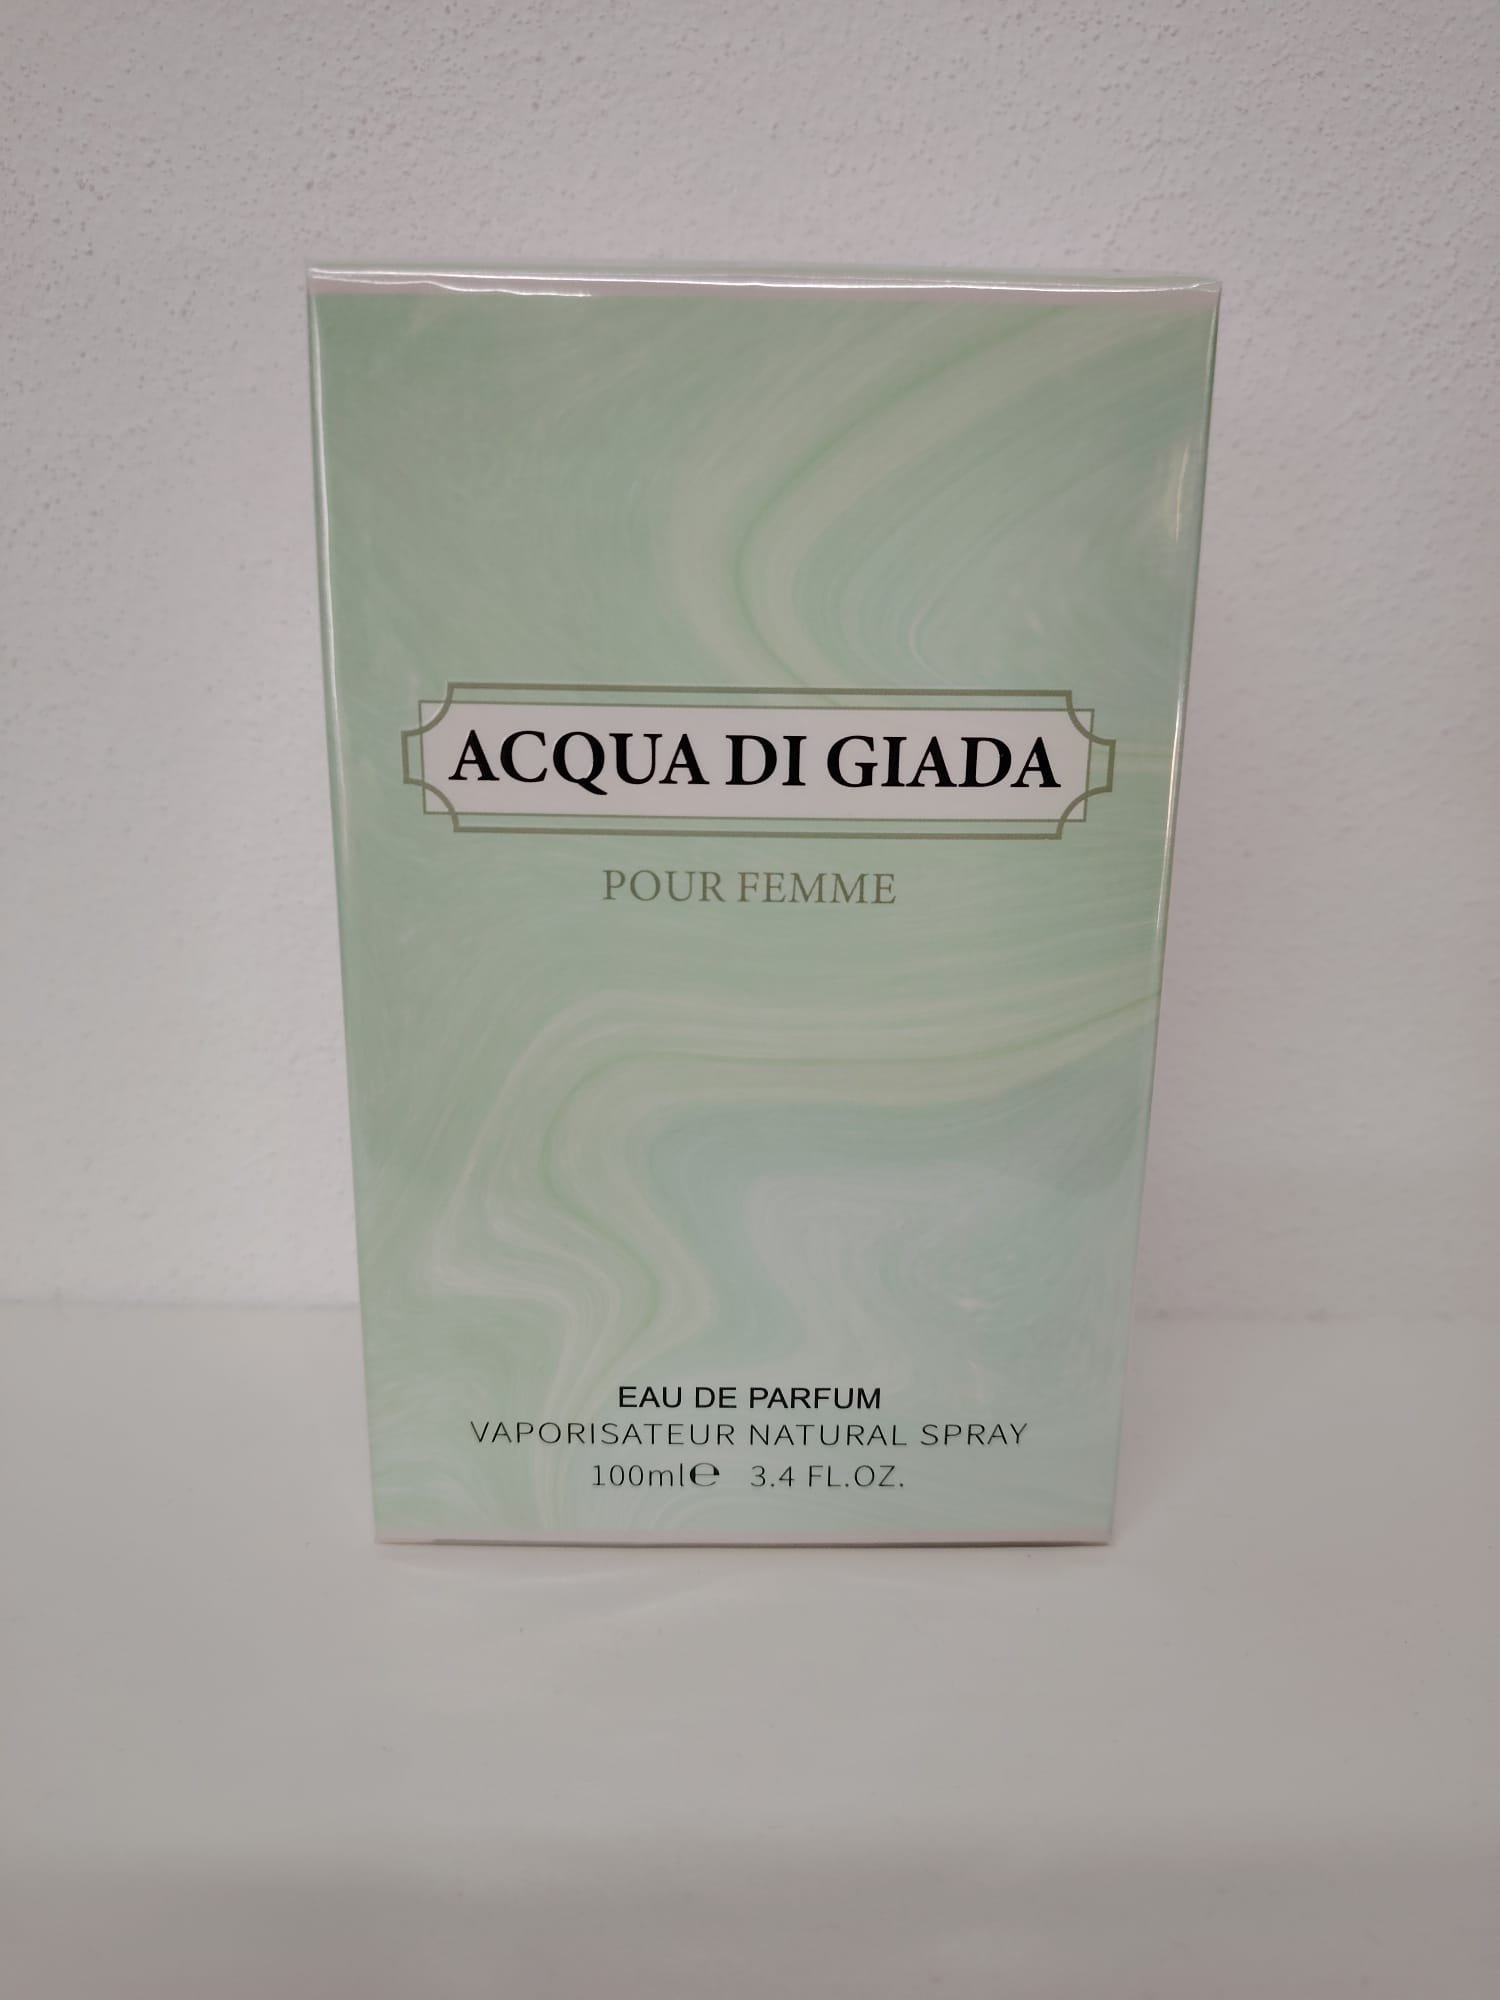 ACQUA DI GIADA
POUR FEMME
EAU DE PARFUM
VAPORISATEUR NATURAL SPRAY
100ml℮ 3.4 FL.OZ.